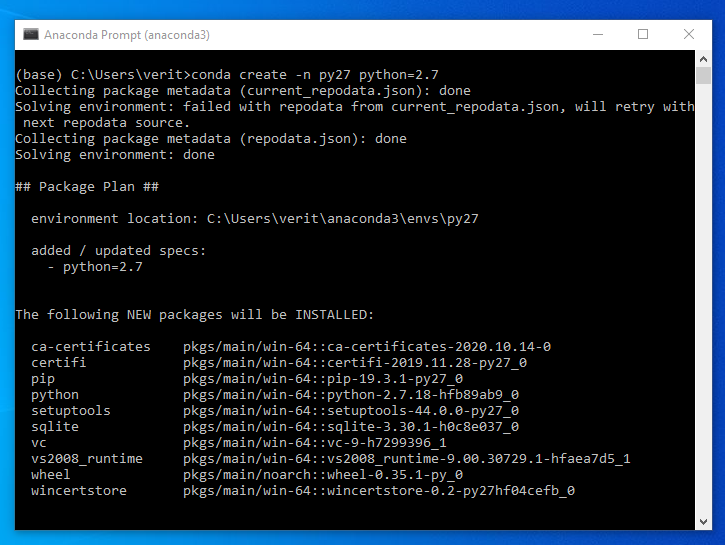 Anaconda Prompt (anaconda3)
(base) C:\Users\verit>conda create -n py27 python=2.7
Collecting package metadata (current_repodata.json): done
Solving environment: failed with repodata from current_repodata.json, will retry with
 next repodata source.
Collecting package metadata (repodata.json): done
Solving environment: done
## Package Plan ##
  environment location: C:\Users\verit\anaconda3\envs\py27
  added / updated specs:
    - python=2.7
The following NEW packages will be INSTALLED:
  ca-certificates    pkgs/main/win-64::ca-certificates-2020.10.14-0
  certifi            pkgs/main/win-64::certifi-2019.11.28-py27_0
  pip                pkgs/main/win-64::pip-19.3.1-py27_0
  python             pkgs/main/win-64::python-2.7.18-hfb89ab9_0
  setuptools         pkgs/main/win-64::setuptools-44.0.0-py27_0
  sqlite             pkgs/main/win-64::sqlite-3.30.1-h0c8e037_0
  vc                 pkgs/main/win-64::vc-9-h7299396_1
  vs2008_runtime     pkgs/main/win-64::vs2008_runtime-9.00.30729.1-hfaea7d5_1
  wheel              pkgs/main/noarch::wheel-0.35.1-py_0
  wincertstore       pkgs/main/win-64::wincertstore-0.2-py27hf04cefb_0